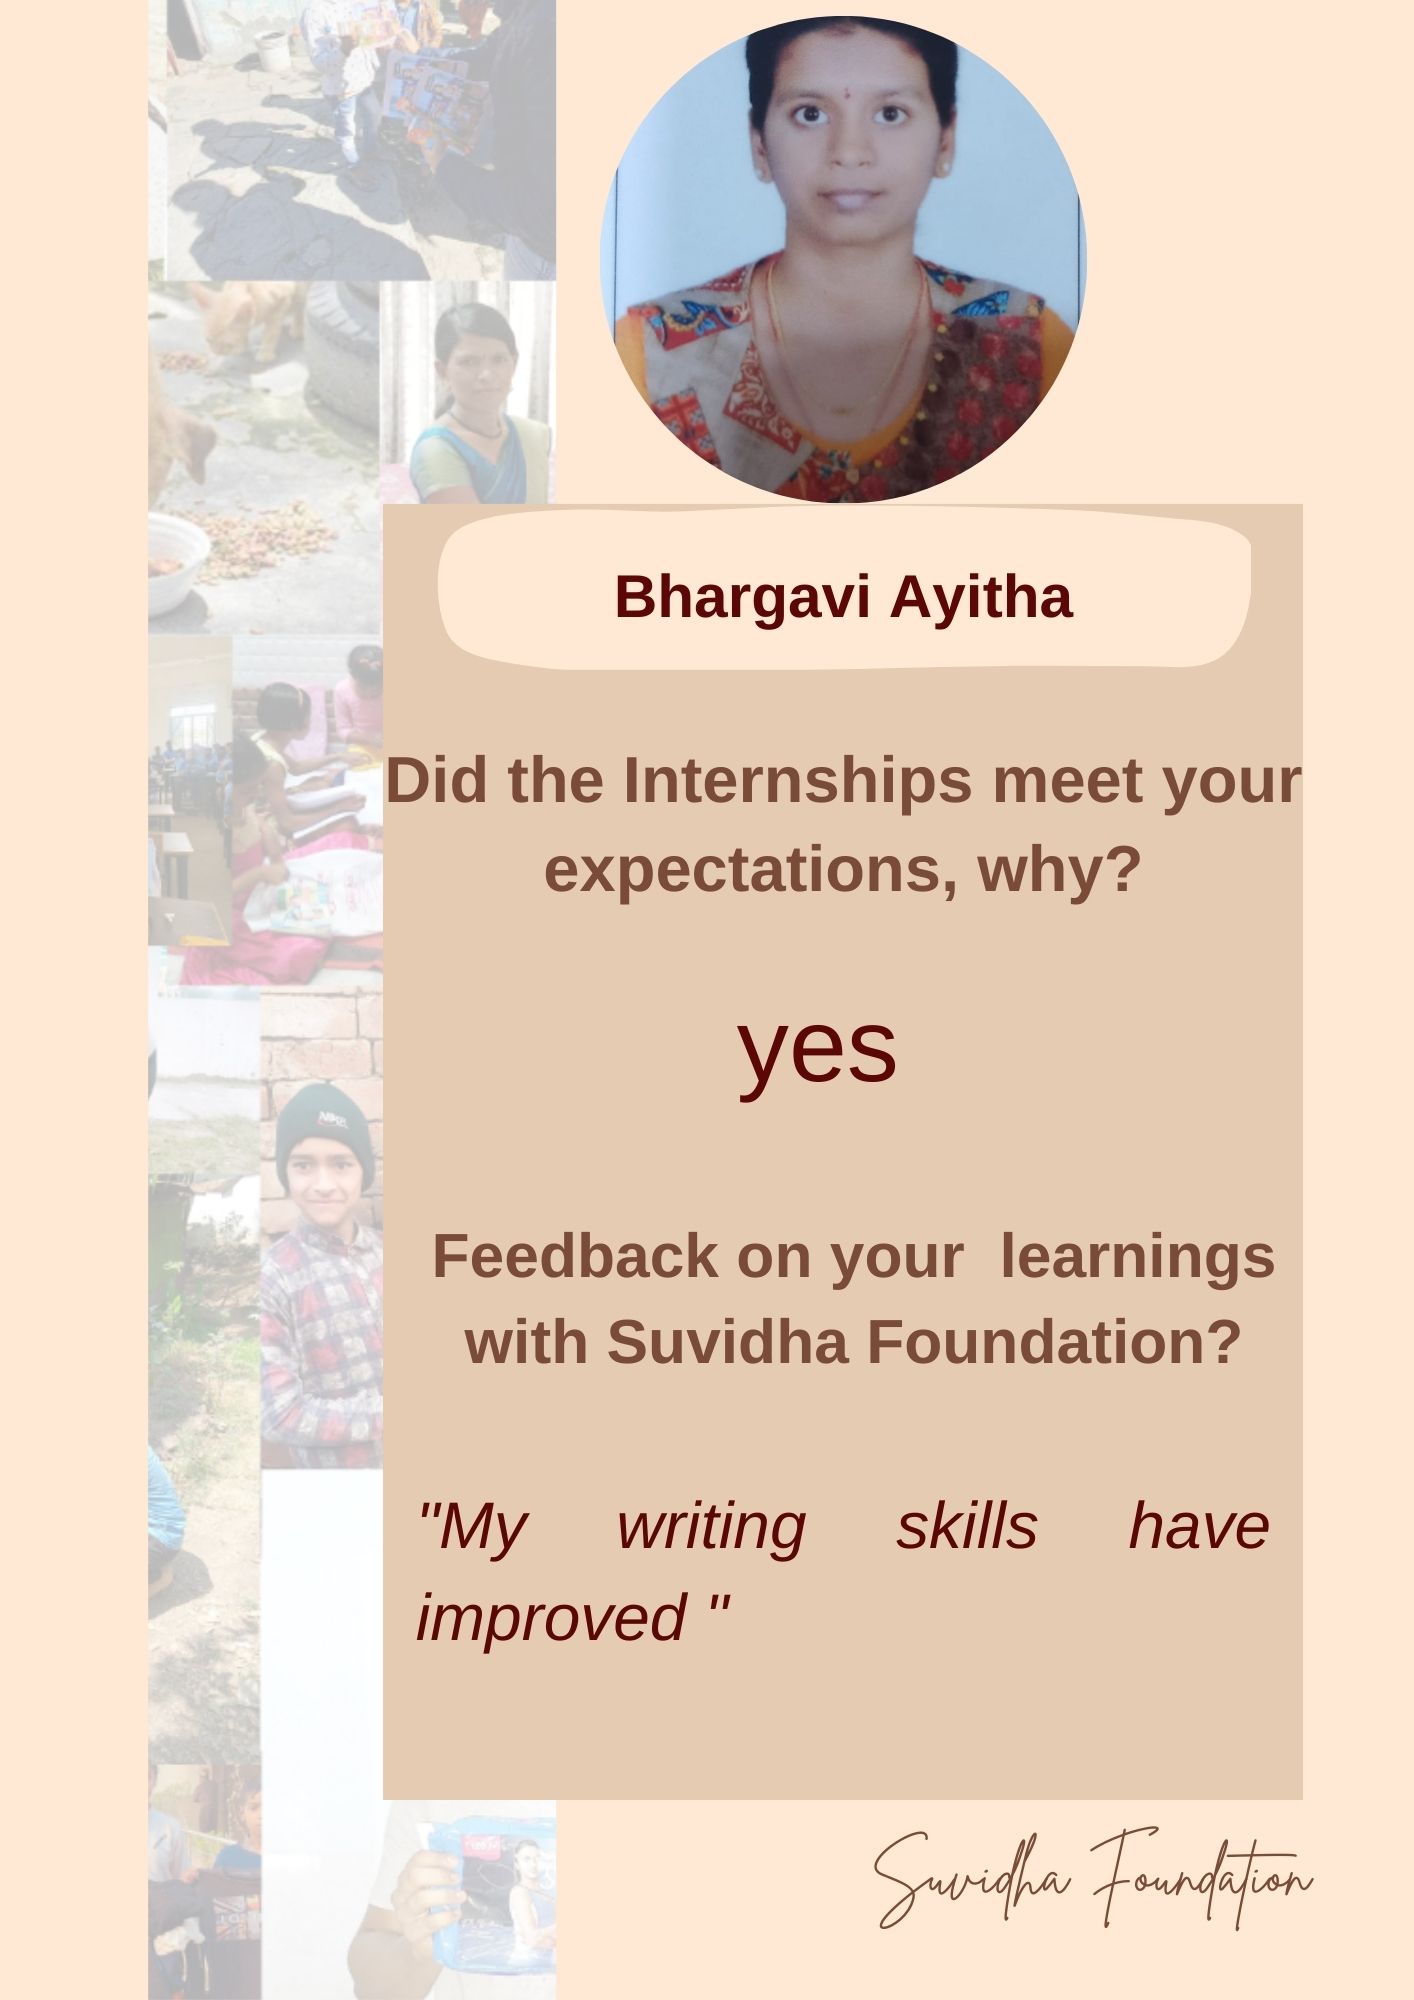 Bhargavi Ayitha
Did the Internships meet your
expectations, why?
yes
Feedback on your learnings
with Suvidha Foundation?
"My writing skills have
improved "
NIKE
Suvidha Foundation